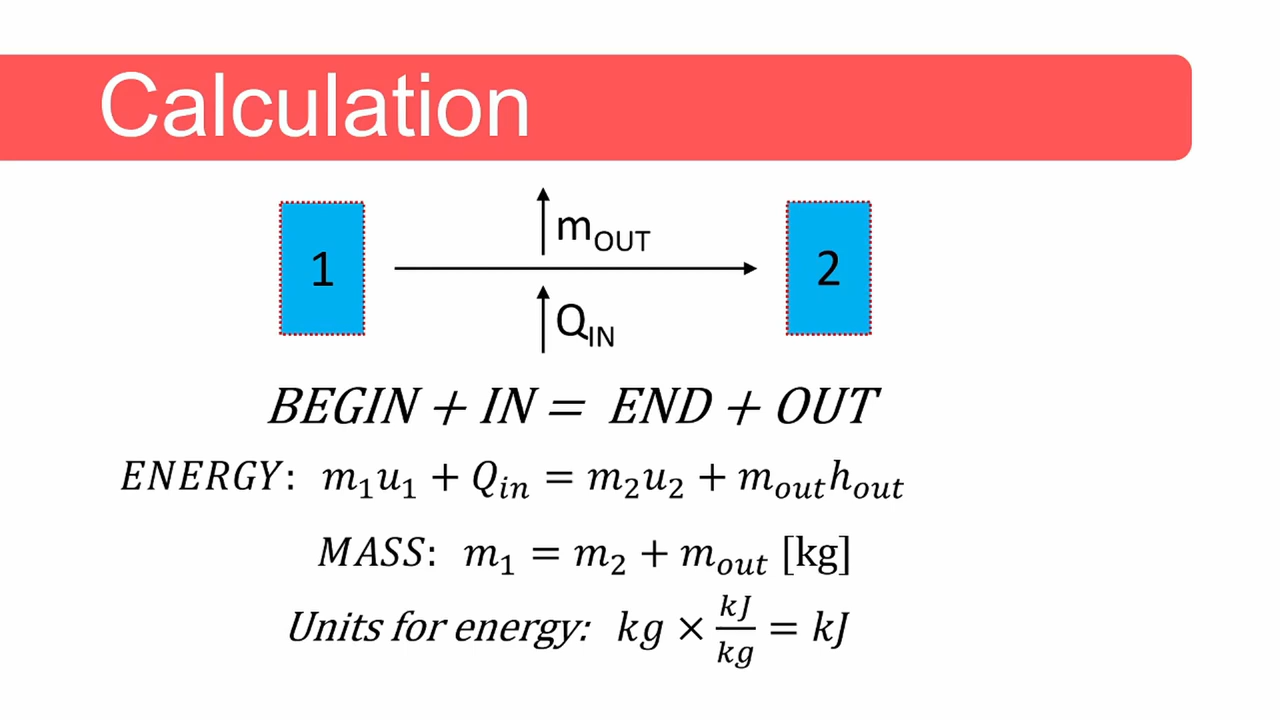 Calculation
1
m_OUT
Q_IN
2
BEGIN + IN = END + OUT
ENERGY: m₁u₁ + Q_in = m₂u₂ + m_out h_out
MASS: m₁ = m₂ + m_out [kg]
Units for energy: kg × kJ/kg = kJ